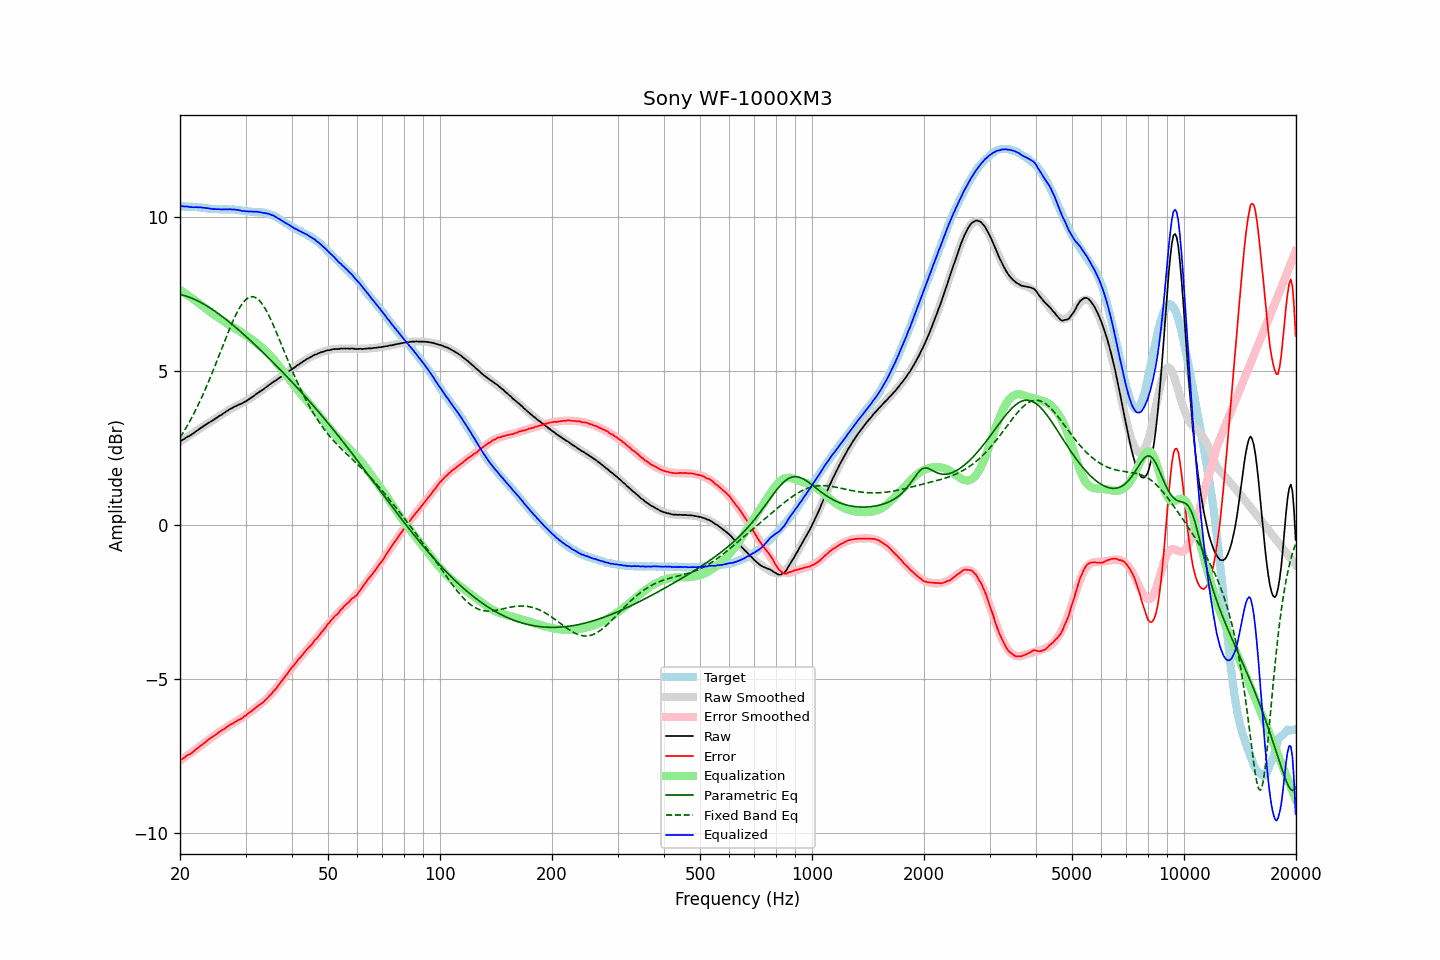 Sony WF-1000XM3
Amplitude (dBr)
10
5
0
−5
−10
Target
Raw Smoothed
Error Smoothed
Raw
Error
Equalization
Parametric Eq
Fixed Band Eq
Equalized
20 50 100 200 500 1000 2000 5000 10000 20000
Frequency (Hz)